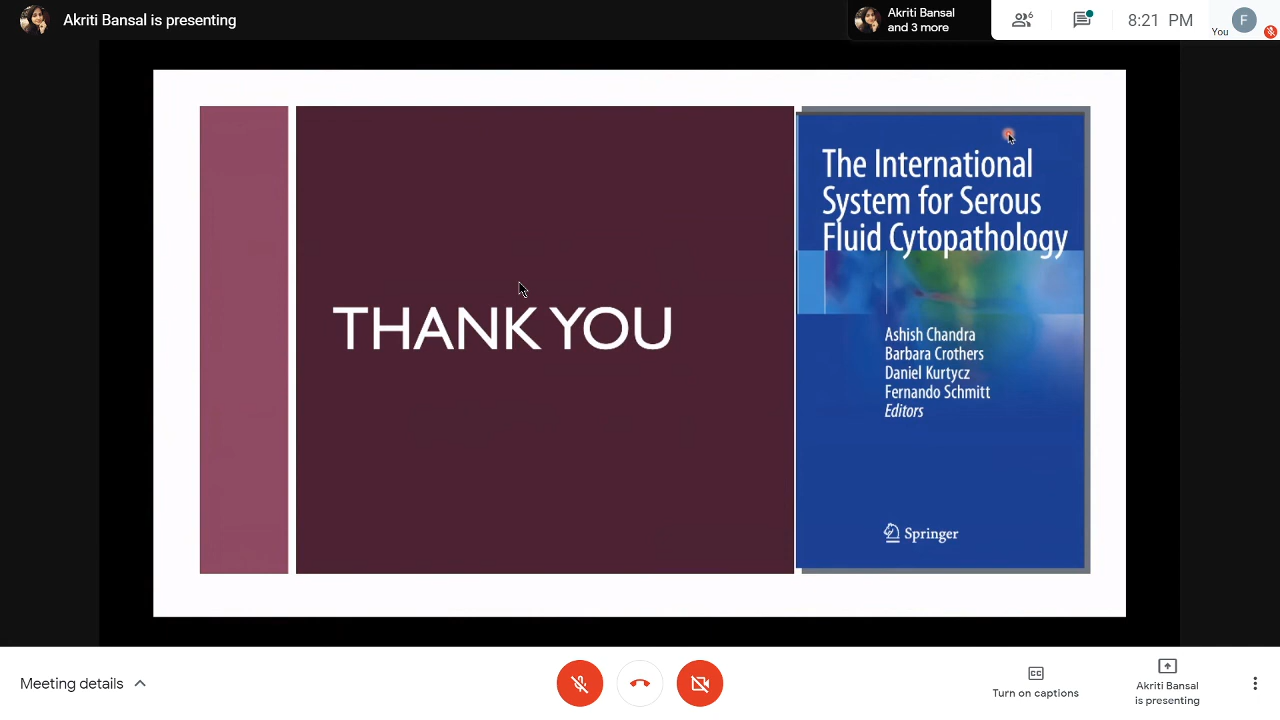 Akriti Bansal is presenting
Akriti Bansal
and 3 more
6
8:21 PM
You
F
THANK YOU
The International
System for Serous
Fluid Cytopathology
Ashish Chandra
Barbara Crothers
Daniel Kurtycz
Fernando Schmitt
Editors
Springer
Meeting details
CC
Turn on captions
Akriti Bansal
is presenting